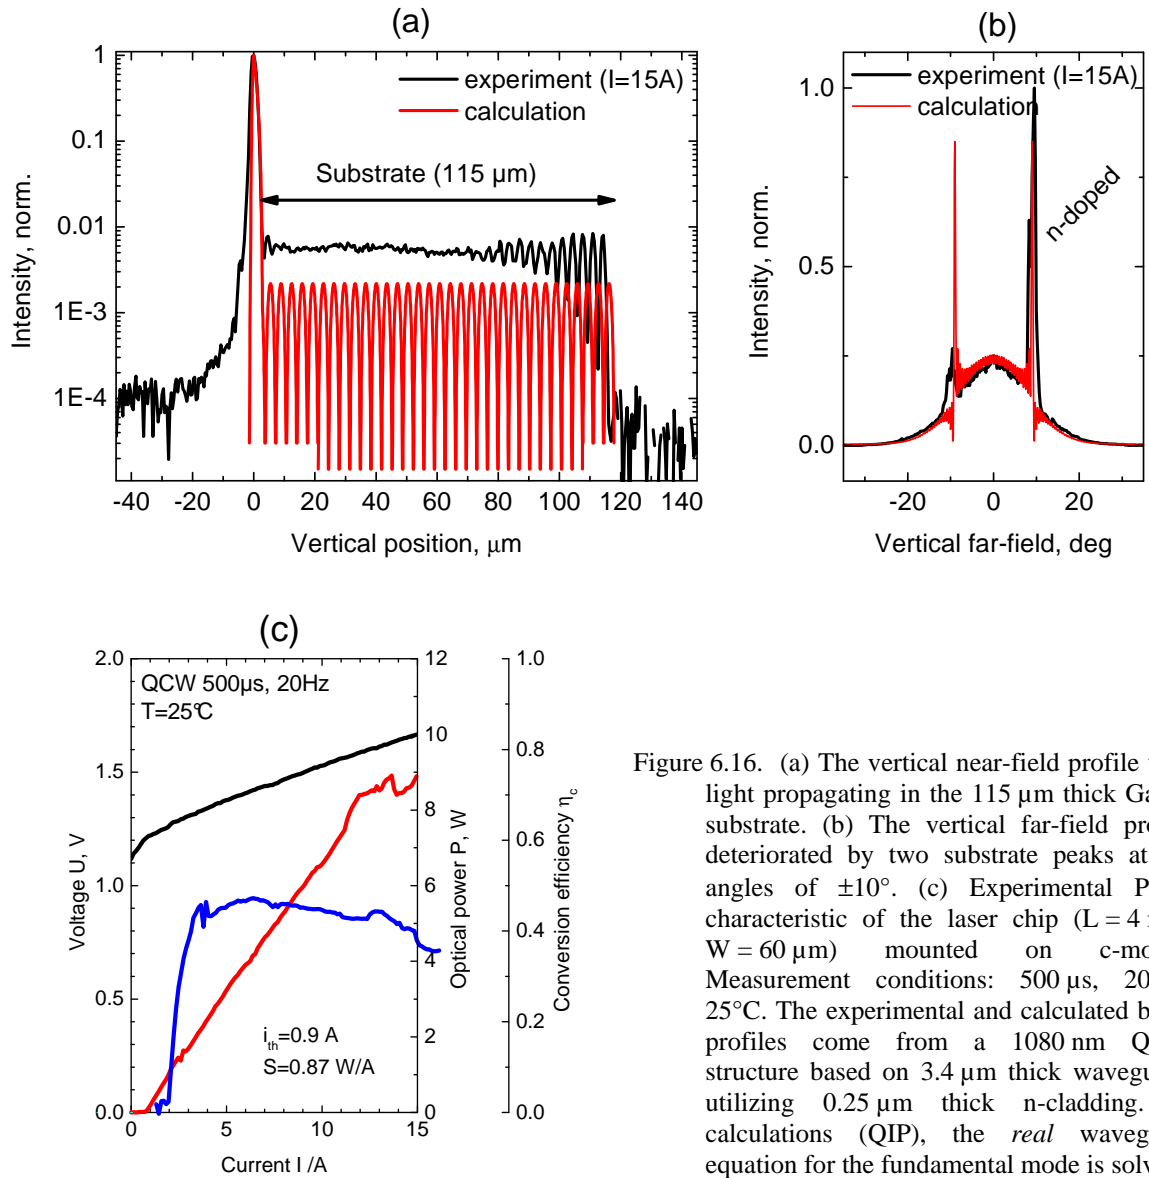 (a)
1
0.1
0.01
1E-3
1E-4
Intensity, norm.
experiment (I=15A)
calculation
Substrate (115 µm)
-40 -20 0 20 40 60 80 100 120 140
Vertical position, µm
(b)
1.0
0.5
0.0
Intensity, norm.
experiment (I=15A)
calculation
n-doped
-20 0 20
Vertical far-field, deg
(c)
2.0
1.5
1.0
0.5
0.0
Voltage U, V
QCW 500µs, 20Hz
T=25°C
i_th=0.9 A
S=0.87 W/A
0 5 10 15
Current I /A
12
10
8
6
4
2
0
Optical power P, W
1.0
0.8
0.6
0.4
0.2
0.0
Conversion efficiency η_c
Figure 6.16. (a) The vertical near-field profile
light propagating in the 115 µm thick
substrate. (b) The vertical far-field
deteriorated by two substrate peaks at
angles of ±10°. (c) Experimental
characteristic of the laser chip (L = 4
W = 60 µm) mounted on
Measurement conditions: 500 µs,
25°C. The experimental and calculated
profiles come from a 1080 nm
structure based on 3.4 µm thick
utilizing 0.25 µm thick n-cladding.
calculations (QIP), the real
equation for the fundamental mode is